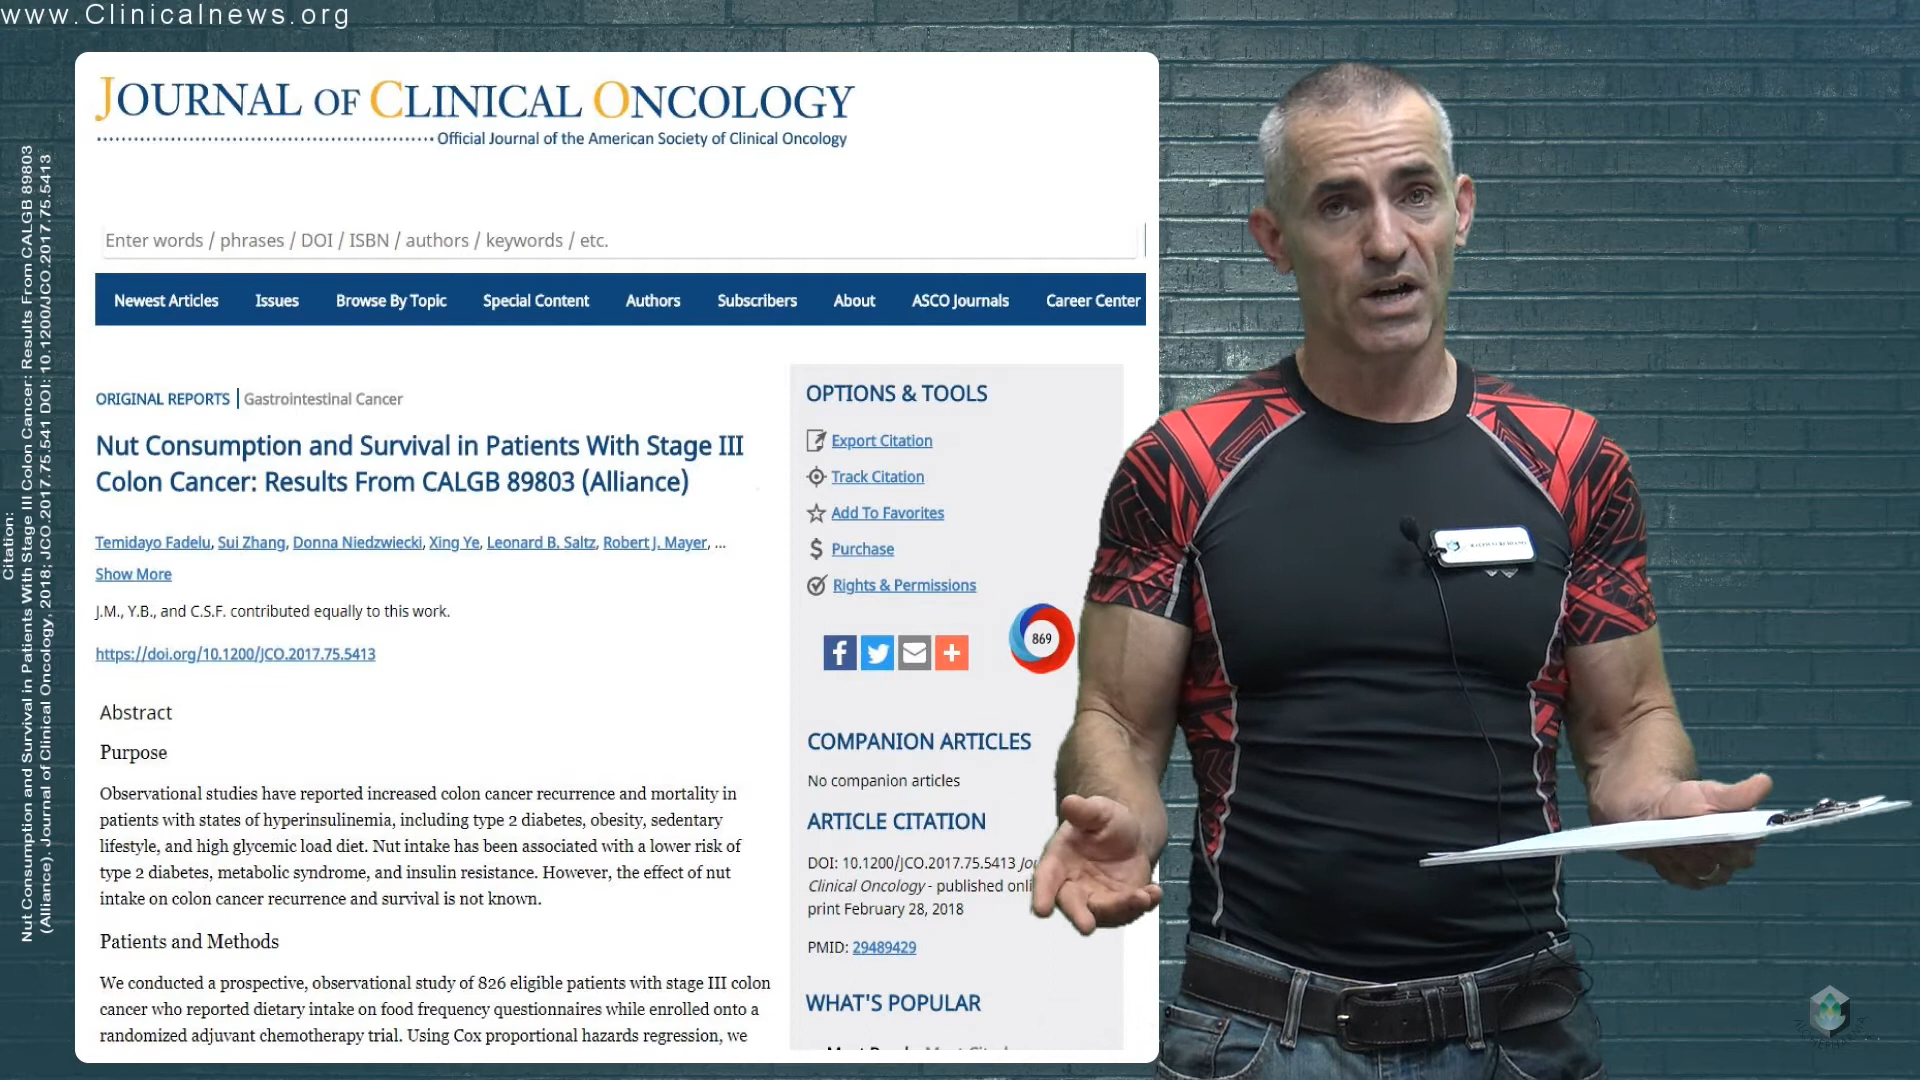 www.Clinicalnews.org
Citation:
Nut Consumption and Survival in Patients With Stage III Colon Cancer: Results From CALGB 89803
(Alliance). Journal of Clinical Oncology, 2018; JCO.2017.75.541 DOI: 10.1200/JCO.2017.75.5413
JOURNAL OF CLINICAL ONCOLOGY
Official Journal of the American Society of Clinical Oncology
Enter words / phrases / DOI / ISBN / authors / keywords / etc.
Newest Articles Issues Browse By Topic Special Content Authors Subscribers About ASCO Journals Career Center
ORIGINAL REPORTS | Gastrointestinal Cancer
Nut Consumption and Survival in Patients With Stage III
Colon Cancer: Results From CALGB 89803 (Alliance)
Temidayo Fadelu, Sui Zhang, Donna Niedzwiecki, Xing Ye, Leonard B. Saltz, Robert J. Mayer, ...
Show More
J.M., Y.B., and C.S.F. contributed equally to this work.
https://doi.org/10.1200/JCO.2017.75.5413
Abstract
Purpose
Observational studies have reported increased colon cancer recurrence and mortality in
patients with states of hyperinsulinemia, including type 2 diabetes, obesity, sedentary
lifestyle, and high glycemic load diet. Nut intake has been associated with a lower risk of
type 2 diabetes, metabolic syndrome, and insulin resistance. However, the effect of nut
intake on colon cancer recurrence and survival is not known.
Patients and Methods
We conducted a prospective, observational study of 826 eligible patients with stage III colon
cancer who reported dietary intake on food frequency questionnaires while enrolled onto a
randomized adjuvant chemotherapy trial. Using Cox proportional hazards regression, we
OPTIONS & TOOLS
Export Citation
Track Citation
Add To Favorites
Purchase
Rights & Permissions
869
COMPANION ARTICLES
No companion articles
ARTICLE CITATION
DOI: 10.1200/JCO.2017.75.5413 Jo
Clinical Oncology - published onli
print February 28, 2018
PMID: 29489429
WHAT'S POPULAR